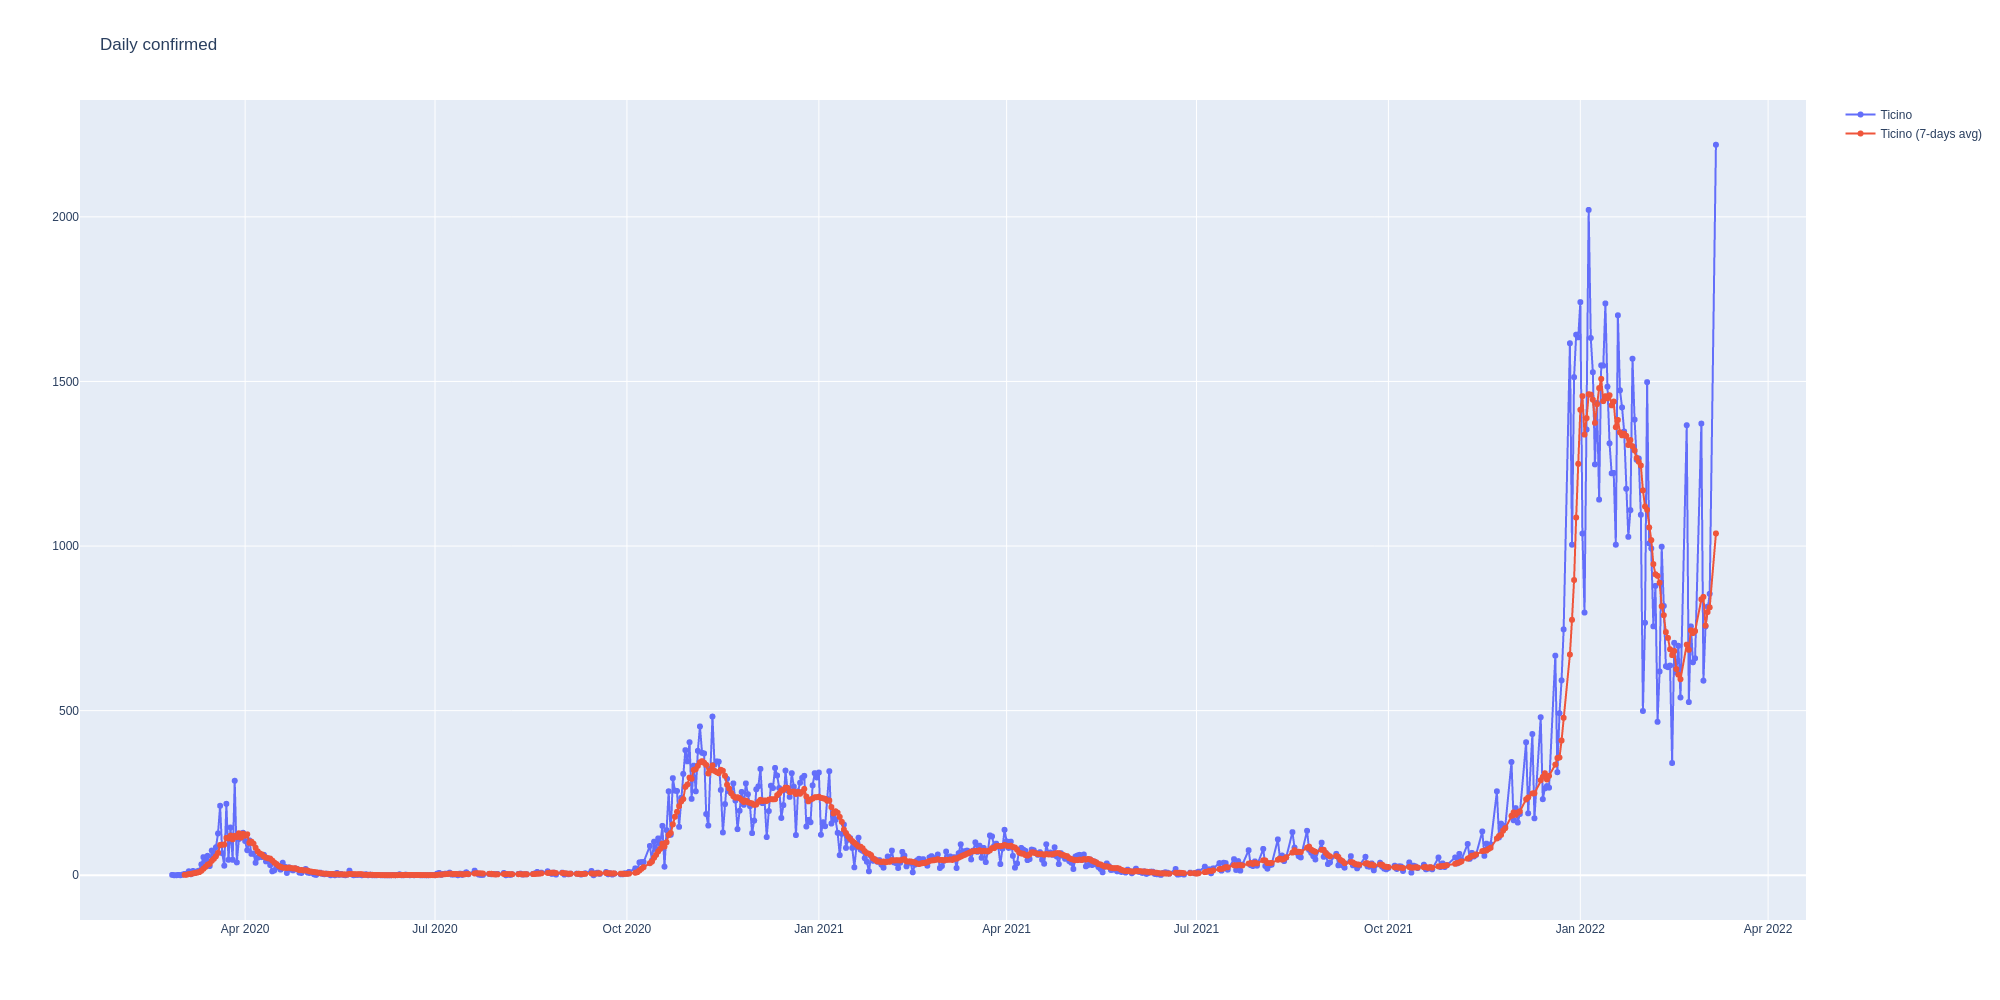 Daily confirmed
Ticino
Ticino (7-days avg)
2000
1500
1000
500
0
Apr 2020
Jul 2020
Oct 2020
Jan 2021
Apr 2021
Jul 2021
Oct 2021
Jan 2022
Apr 2022